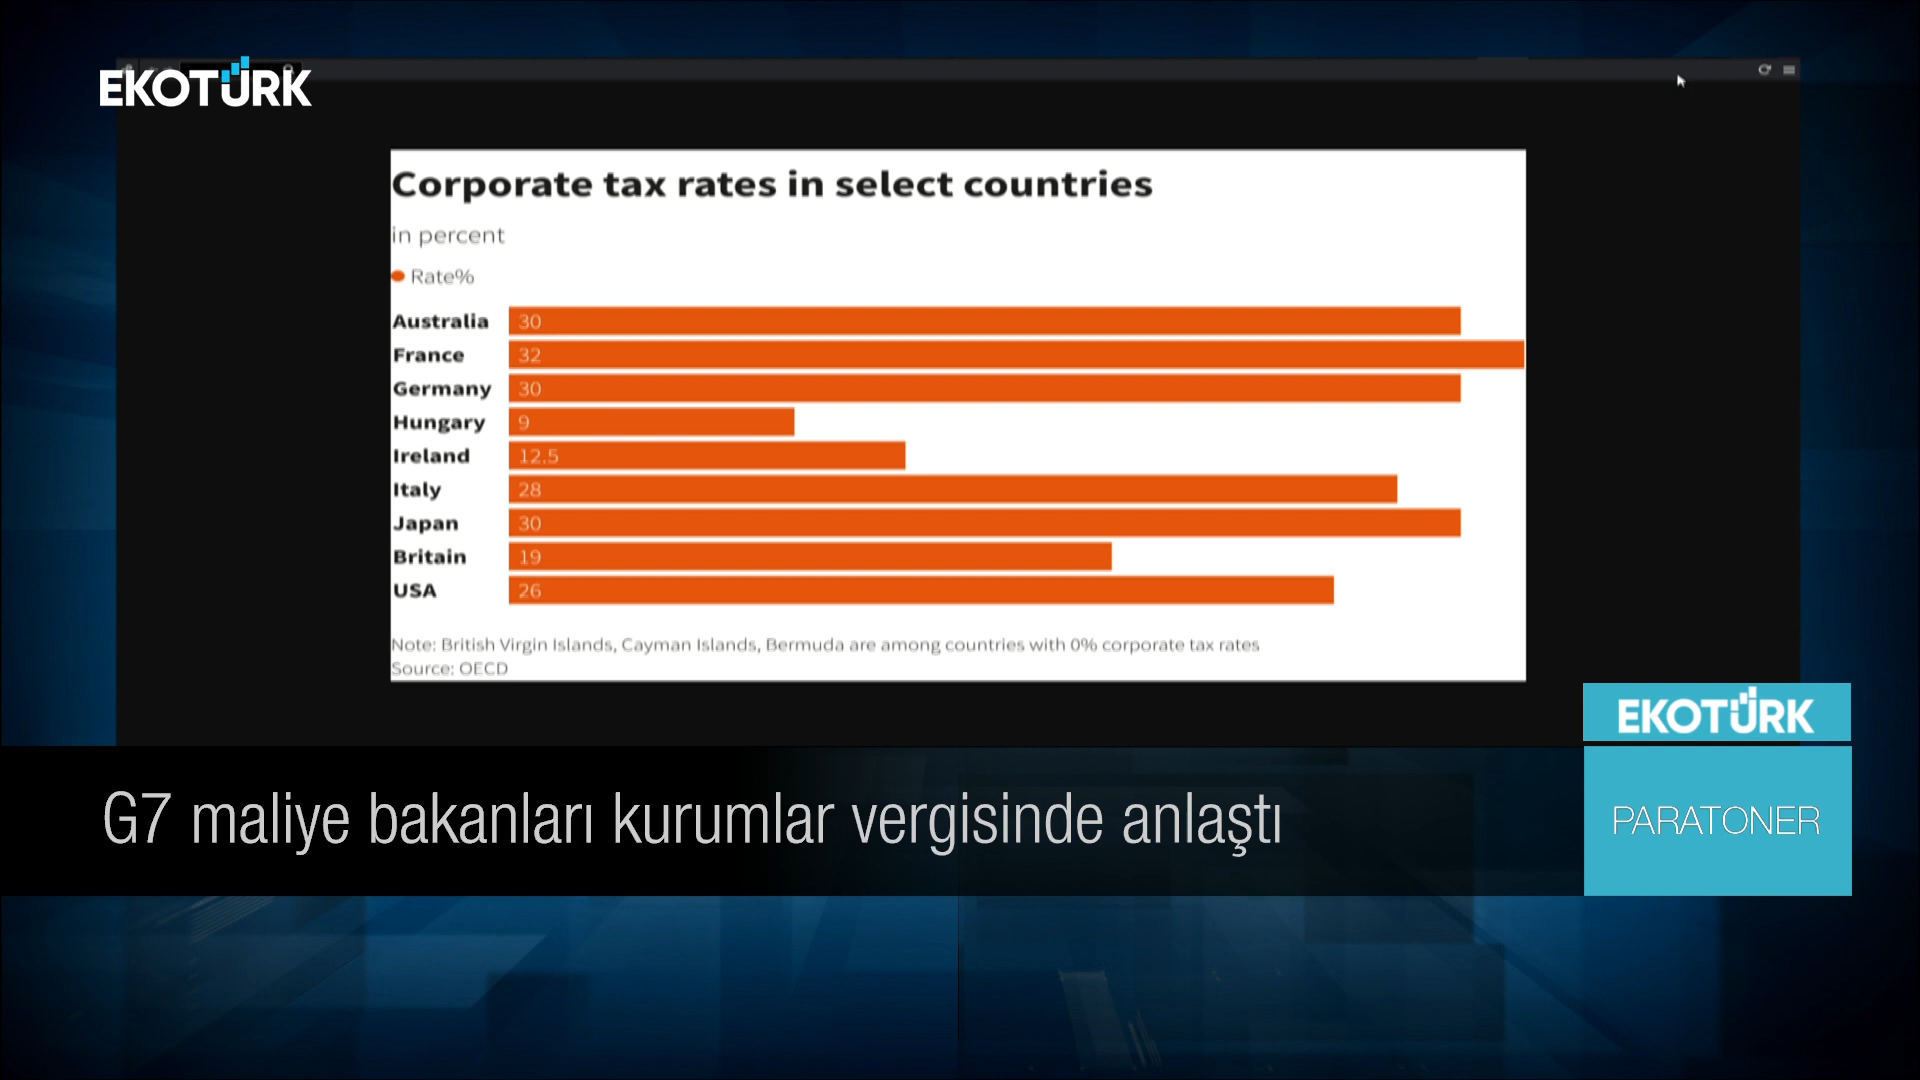 EKOTÜRK
Corporate tax rates in select countries
in percent
Rate%
Australia 30
France 32
Germany 30
Hungary 9
Ireland 12.5
Italy 28
Japan 30
Britain 19
USA 26
Note: British Virgin Islands, Cayman Islands, Bermuda are among countries with 0% corporate tax rates
Source: OECD
EKOTÜRK
G7 maliye bakanları kurumlar vergisinde anlaştı
PARATONER